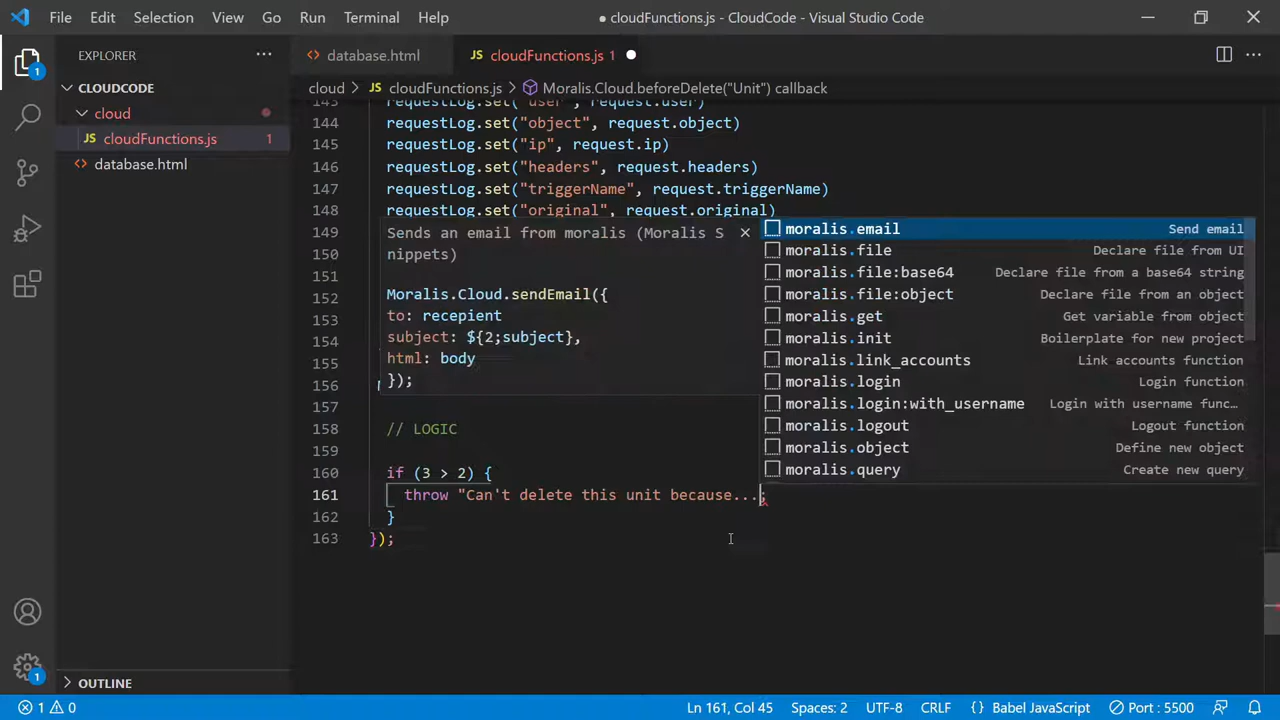 File Edit Selection View Go Run Terminal Help
● cloudFunctions.js - CloudCode - Visual Studio Code
EXPLORER
database.html
JS cloudFunctions.js 1
CLOUDCODE
cloud > JS cloudFunctions.js > Moralis.Cloud.beforeDelete("Unit") callback
cloud
JS cloudFunctions.js 1
database.html
143 requestLog.set("user", request.user)
144 requestLog.set("object", request.object)
145 requestLog.set("ip", request.ip)
146 requestLog.set("headers", request.headers)
147 requestLog.set("triggerName", request.triggerName)
148 requestLog.set("original", request.original)
149
150
151
152
153
154
155
156
157
158 // LOGIC
159
160 if (3 > 2) {
161 throw "Can't delete this unit because...;
162 }
163 });
Sends an email from moralis (Moralis S
nippets)
Moralis.Cloud.sendEmail({
to: recepient
subject: ${2;subject},
html: body
});
moralis.email Send email
moralis.file Declare file from UI
moralis.file:base64 Declare file from a base64 string
moralis.file:object Declare file from an object
moralis.get Get variable from object
moralis.init Boilerplate for new project
moralis.link_accounts Link accounts function
moralis.login Login function
moralis.login:with_username Login with username func…
moralis.logout Logout function
moralis.object Define new object
moralis.query Create new query
1
1
OUTLINE
1 0
Ln 161, Col 45 Spaces: 2 UTF-8 CRLF {} Babel JavaScript Port : 5500